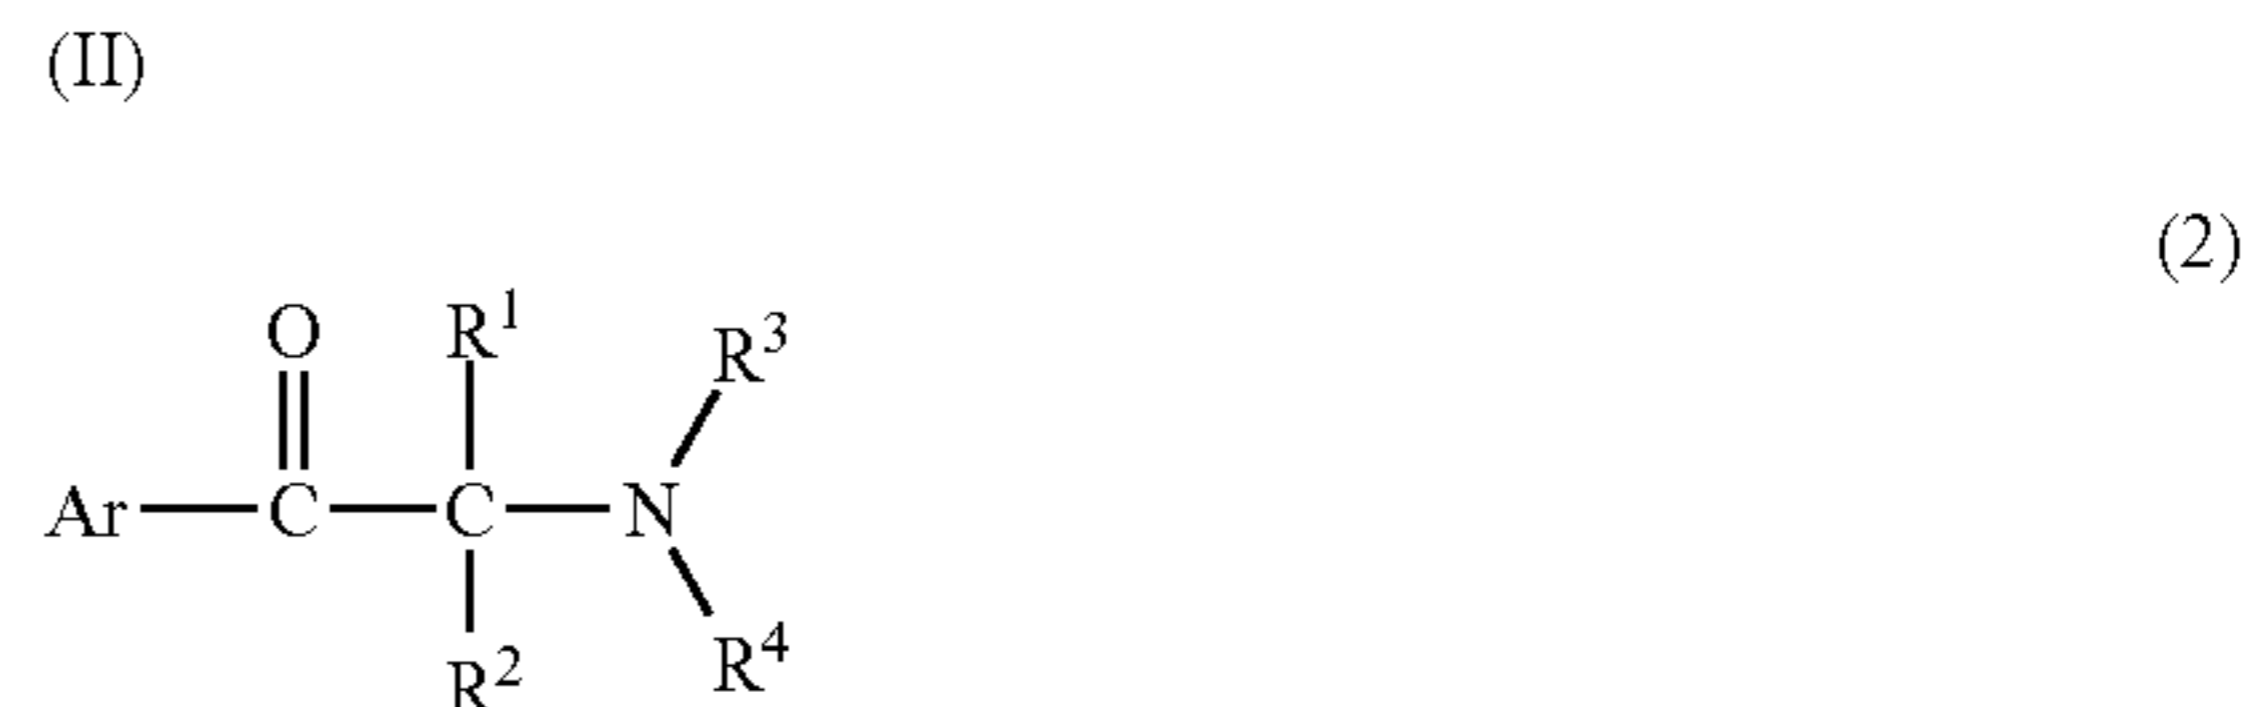 (II)
(2)
O R¹ R³
Ar C C N
R² R⁴